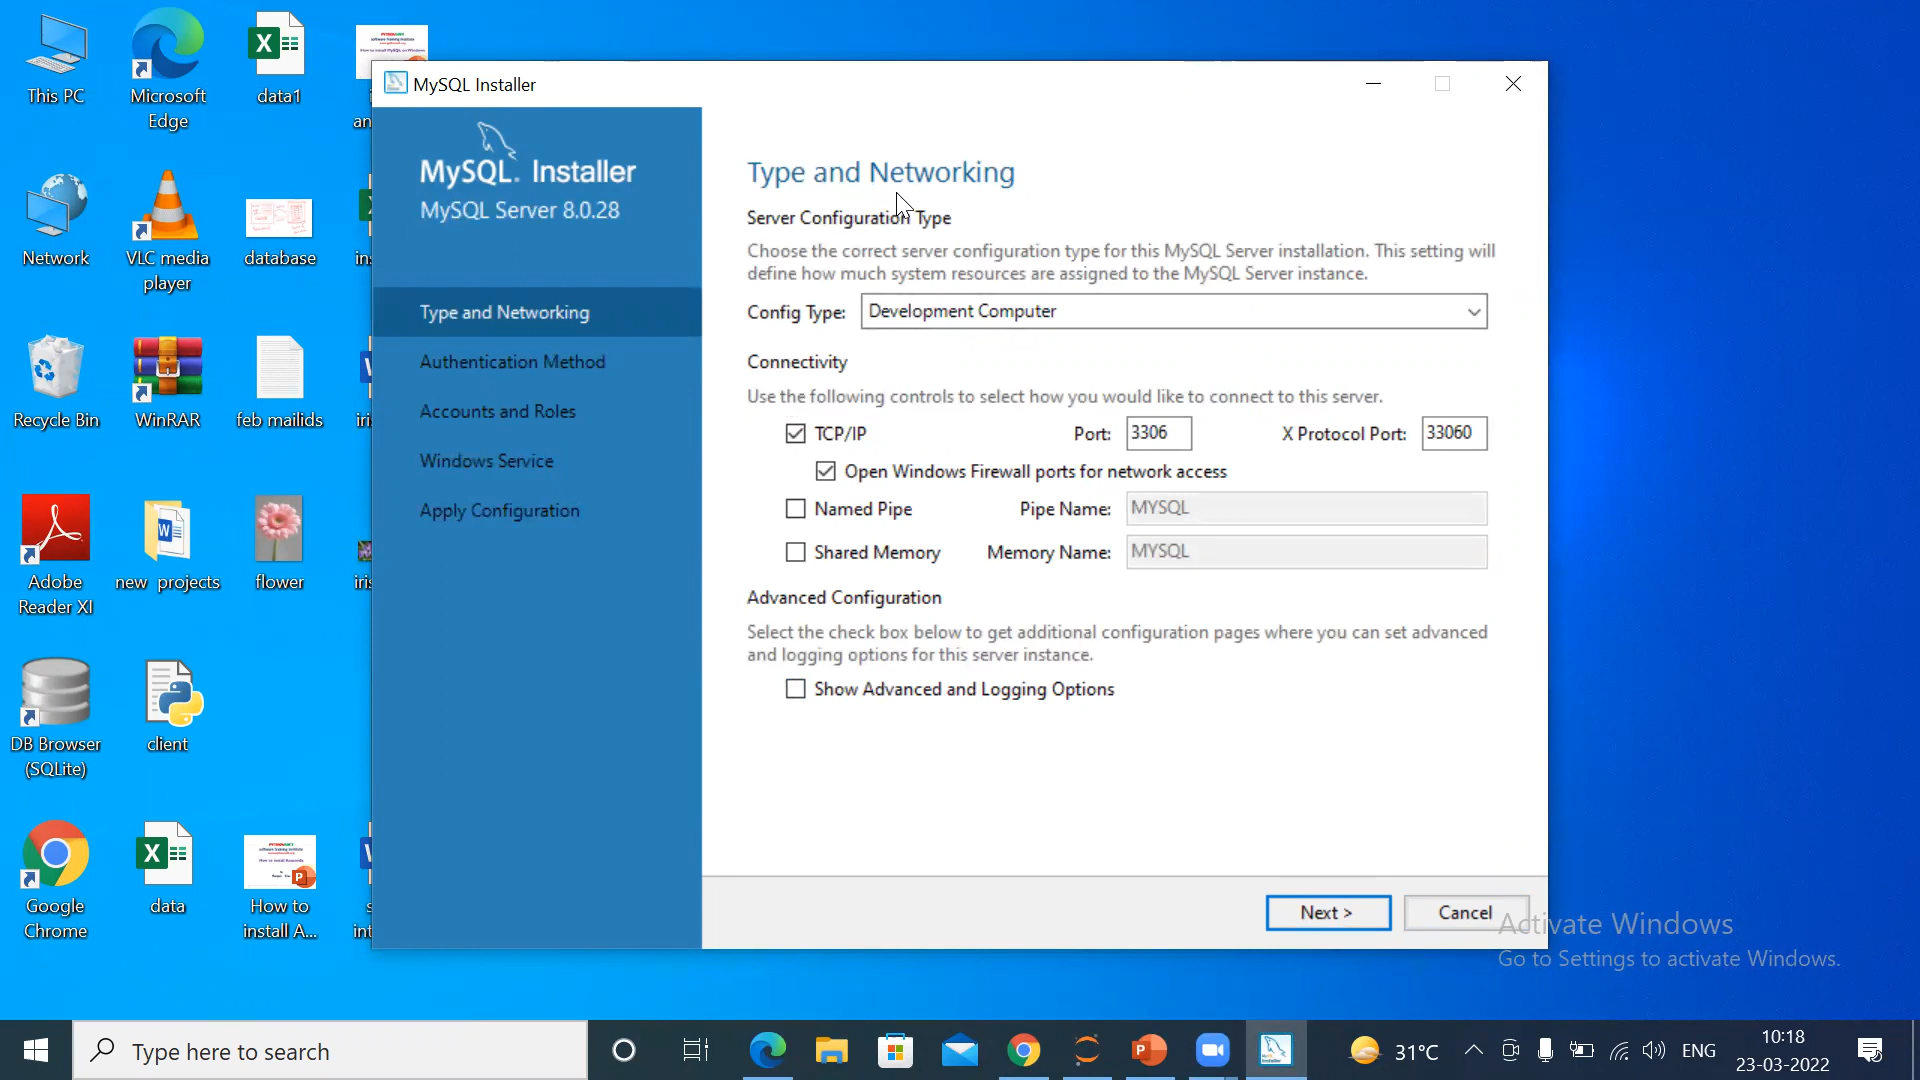 This PC
Microsoft
Edge
data1
an
Network
VLC media
player
database
Recycle Bin
WinRAR
feb mailids
Adobe
Reader XI
new projects
flower
DB Browser
(SQLite)
client
Google
Chrome
data
How to
install A...
MySQL Installer
MySQL. Installer
MySQL Server 8.0.28
Type and Networking
Authentication Method
Accounts and Roles
Windows Service
Apply Configuration
Type and Networking
Server Configuration Type
Choose the correct server configuration type for this MySQL Server installation. This setting will
define how much system resources are assigned to the MySQL Server instance.
Config Type: Development Computer
Connectivity
Use the following controls to select how you would like to connect to this server.
TCP/IP Port: 3306 X Protocol Port: 33060
Open Windows Firewall ports for network access
Named Pipe Pipe Name: MYSQL
Shared Memory Memory Name: MYSQL
Advanced Configuration
Select the check box below to get additional configuration pages where you can set advanced
and logging options for this server instance.
Show Advanced and Logging Options
Next > Cancel
Activate Windows
Go to Settings to activate Windows.
Type here to search
31°C
ENG
10:18
23-03-2022